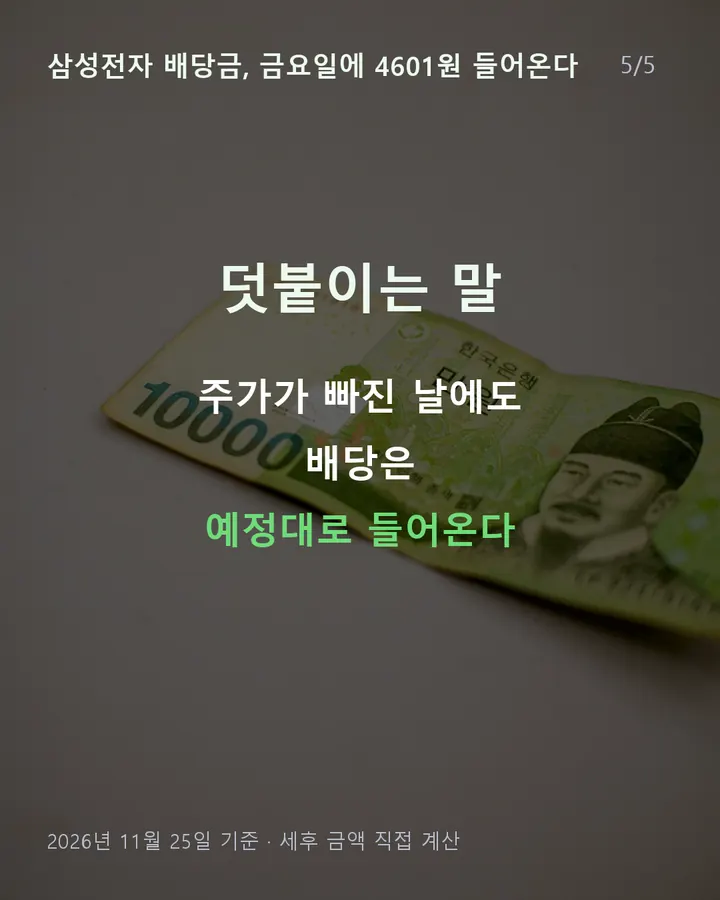 삼성전자 배당금, 금요일에 4601원 들어온다 5/5
덧붙이는 말
주가가 빠진 날에도
배당은
예정대로 들어온다
한국은행
10000
2026년 11월 25일 기준 · 세후 금액 직접 계산